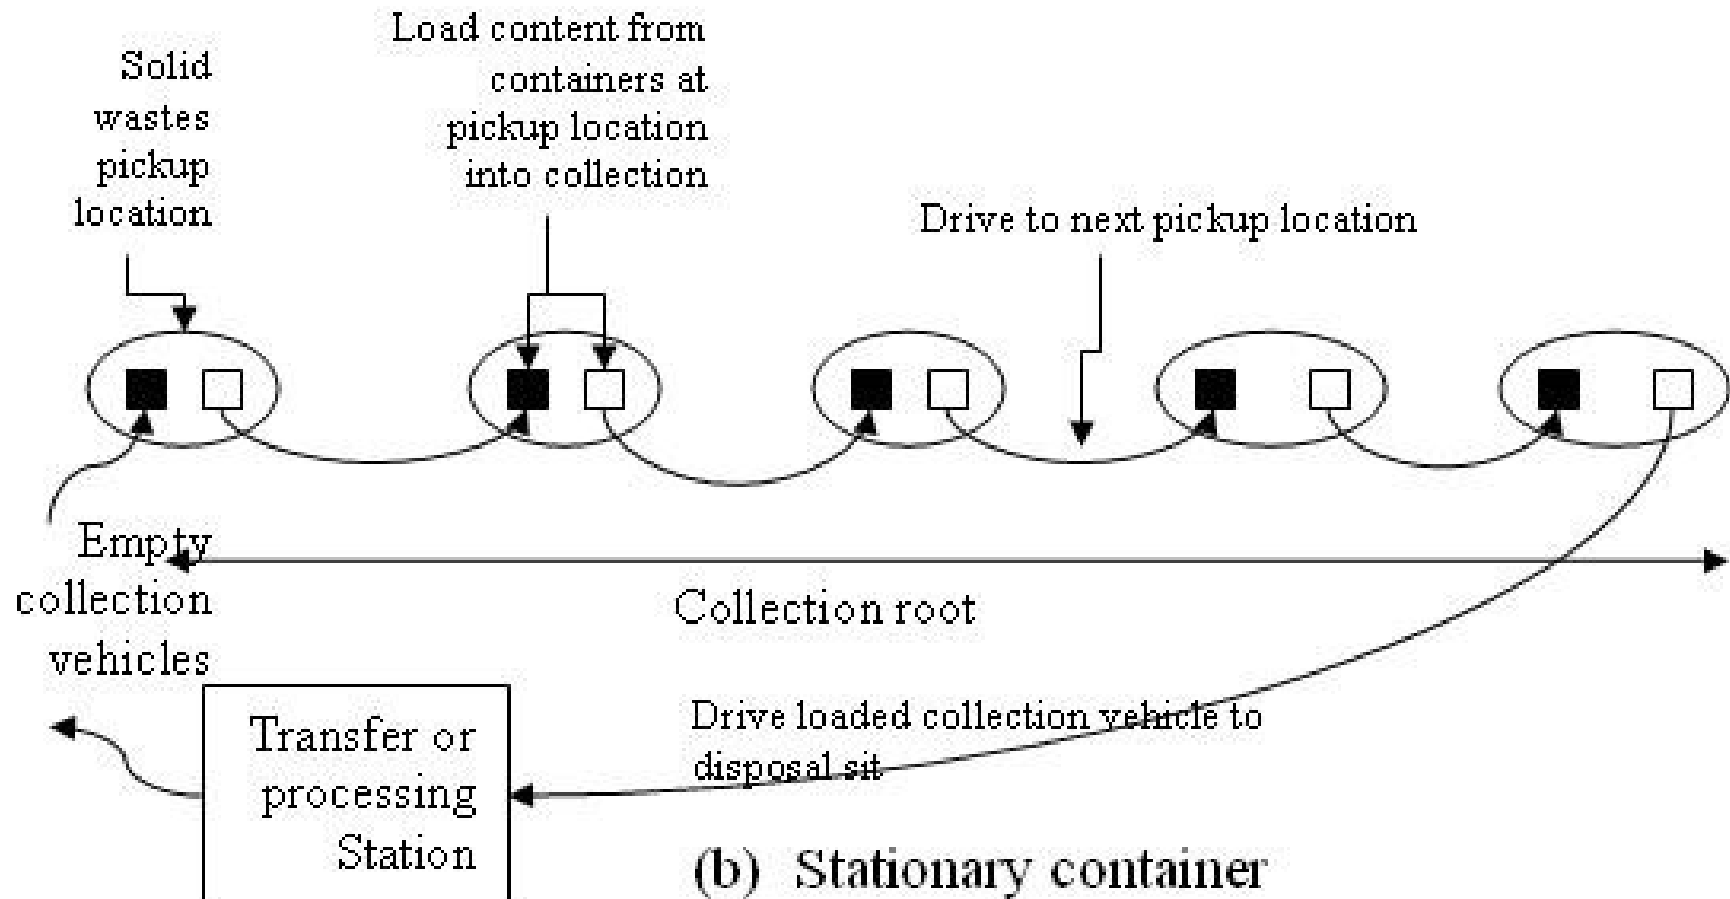 Solid
wastes
pickup
location
Load content from
containers at
pickup location
into collection
Drive to next pickup location
Empty
collection
vehicles
Collection root
Transfer or
processing
Station
Drive loaded collection vehicle to
disposal sit
(b) Stationary container